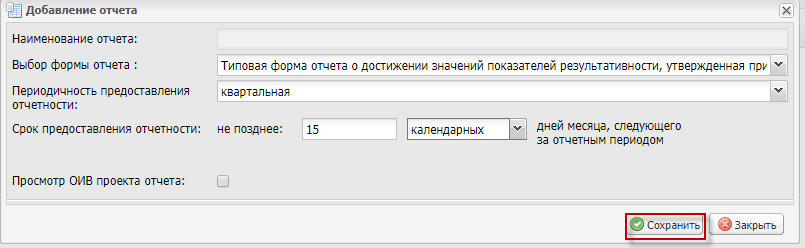 Добавление отчета
Наименование отчета:
Выбор формы отчета :
Типовая форма отчета о достижении значений показателей результативности, утвержденная при
Периодичность предоставления
отчетности:
квартальная
Срок предоставления отчетности: не позднее: 15 календарных дней месяца, следующего
за отчетным периодом
Просмотр ОИВ проекта отчета:
Сохранить Закрыть